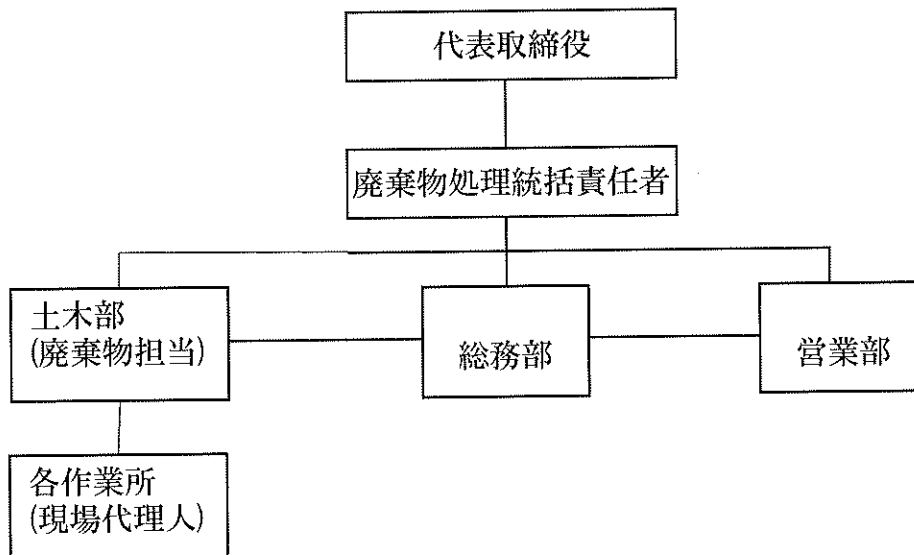 代表取締役
廃棄物処理統括責任者
土木部
(廃棄物担当)
総務部
営業部
各作業所
(現場代理人)